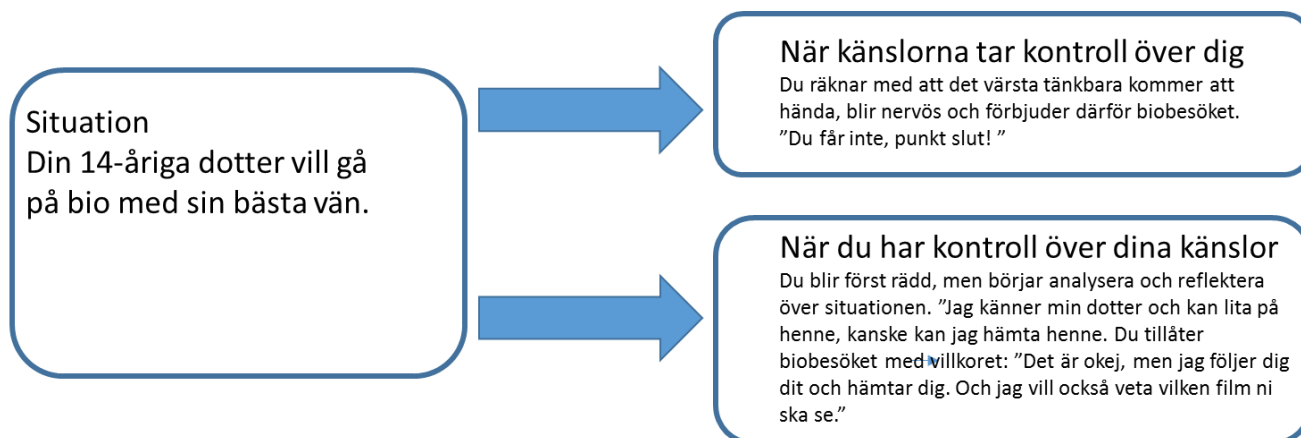 Situation
Din 14-åriga dotter vill gå
på bio med sin bästa vän.
När känslorna tar kontroll över dig
Du räknar med att det värsta tänkbara kommer att
hända, blir nervös och förbjuder därför biobesöket.
”Du får inte, punkt slut! ”
När du har kontroll över dina känslor
Du blir först rädd, men börjar analysera och reflektera
över situationen. ”Jag känner min dotter och kan lita på
henne, kanske kan jag hämta henne. Du tillåter
biobesöket med villkoret: ”Det är okej, men jag följer dig
dit och hämtar dig. Och jag vill också veta vilken film ni
ska se.”